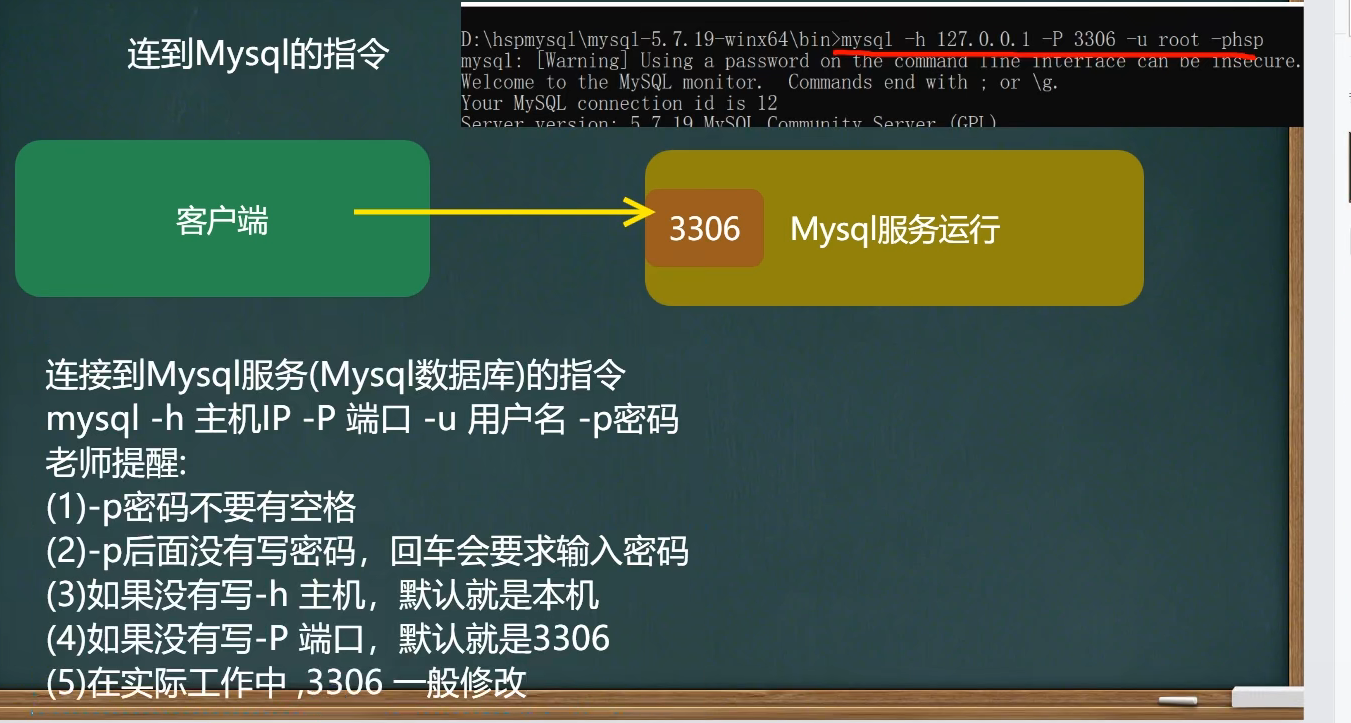 连到Mysql的指令
D:\hspmysql\mysql-5.7.19-winx64\bin>mysql -h 127.0.0.1 -P 3306 -u root -phsp
mysql: [Warning] Using a password on the command line interface can be insecure.
Welcome to the MySQL monitor.  Commands end with ; or \g.
Your MySQL connection id is 12
Server version: 5.7.19 MySQL Community Server (GPL)
客户端
3306
Mysql服务运行
连接到Mysql服务(Mysql数据库)的指令
mysql -h 主机IP -P 端口 -u 用户名 -p密码
老师提醒:
(1)-p密码不要有空格
(2)-p后面没有写密码，回车会要求输入密码
(3)如果没有写-h 主机，默认就是本机
(4)如果没有写-P 端口，默认就是3306
(5)在实际工作中 ,3306 一般修改